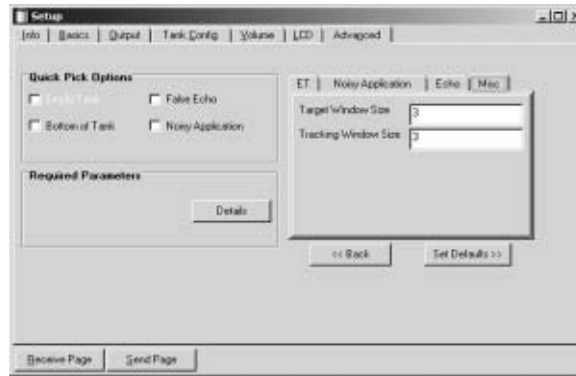 Setup
Info Basics Output Tank Config Volume LCD Advanced
Quick Pick Options
Empty Tank
False Echo
Bottom of Tank
Noisy Application
Required Parameters
Details
ET Noisy Application Echo Misc
Target Window Size 3
Tracking Window Size 3
<< Back
Set Defaults >>
Receive Page
Send Page